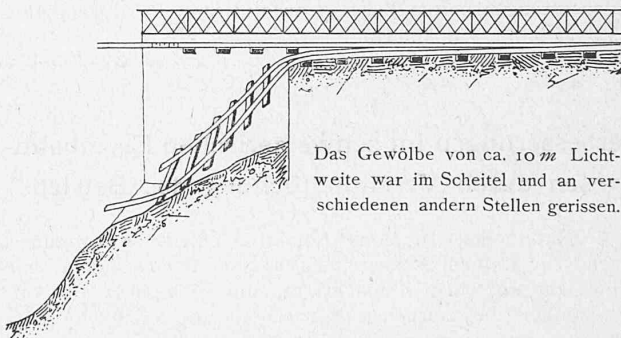 Das Gewölbe von ca. 10 m Licht-
weite war im Scheitel und an ver-
schiedenen andern Stellen gerissen.